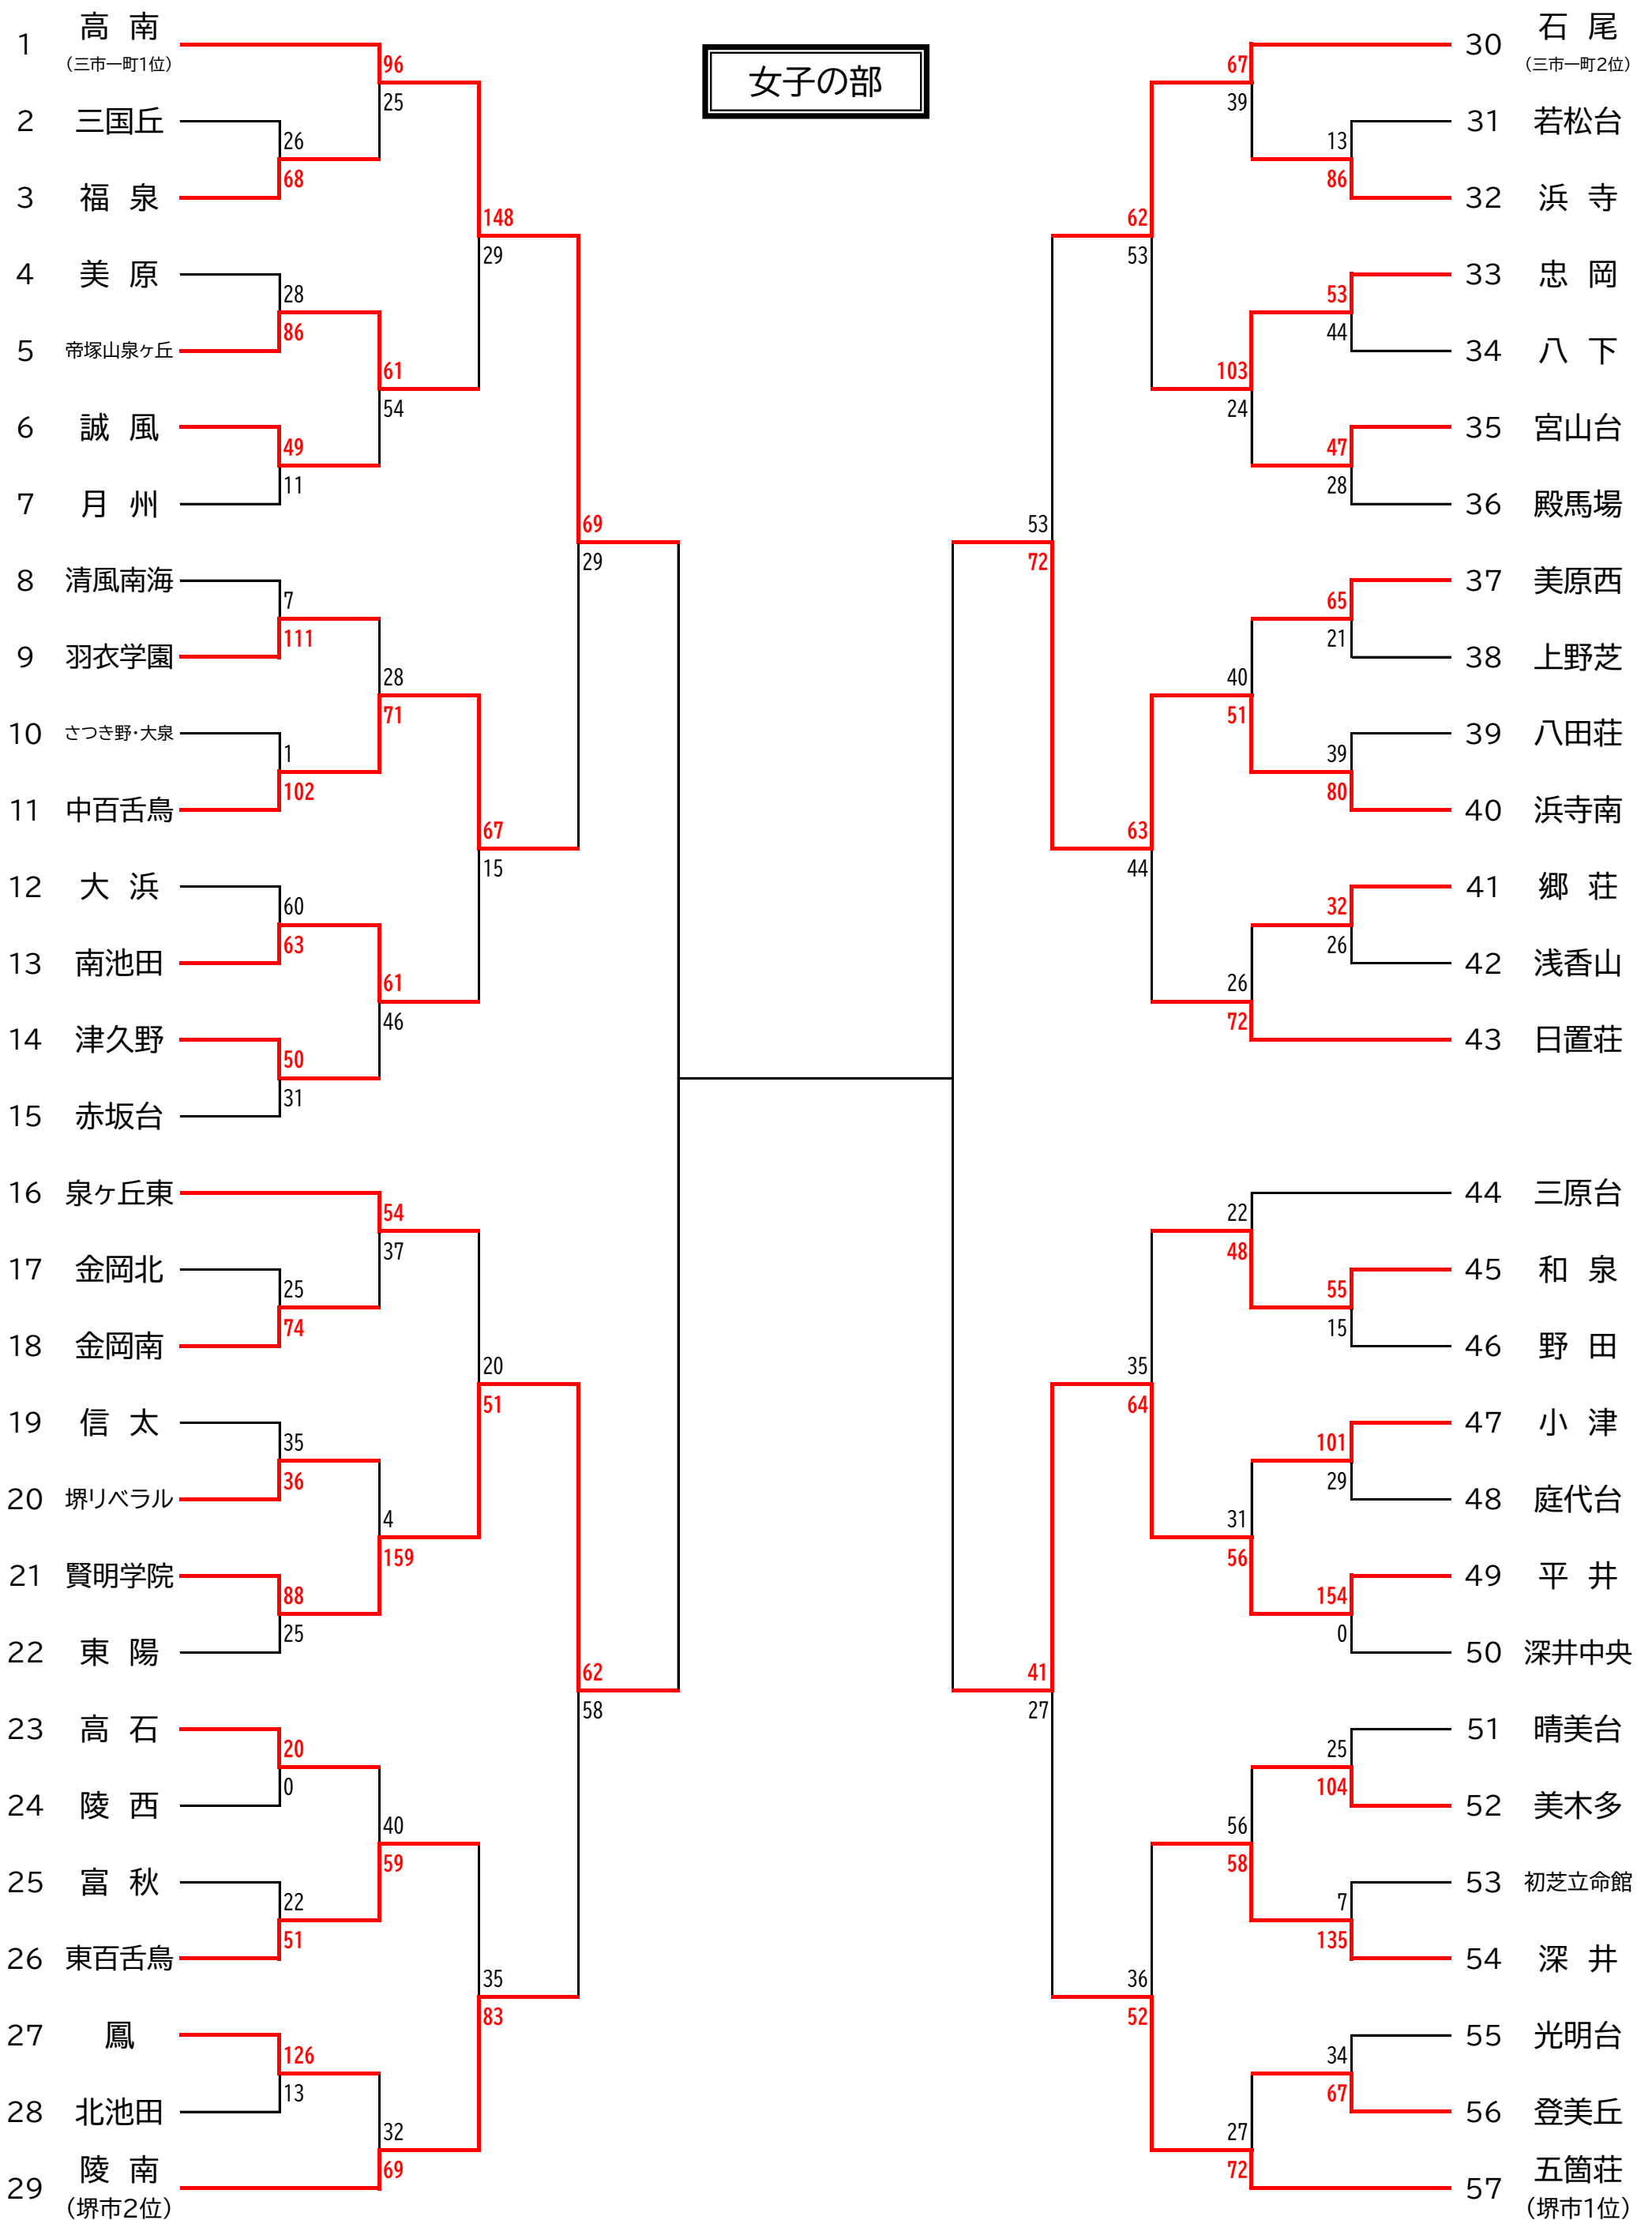 女子の部
1 高南
(三市一町1位)
2 三国丘
3 福泉
4 美原
5 帝塚山泉ヶ丘
6 誠風
7 月州
8 清風南海
9 羽衣学園
10 さつき野・大泉
11 中百舌鳥
12 大浜
13 南池田
14 津久野
15 赤坂台
16 泉ヶ丘東
17 金岡北
18 金岡南
19 信太
20 堺リベラル
21 賢明学院
22 東陽
23 高石
24 陵西
25 富秋
26 東百舌鳥
27 鳳
28 北池田
29 陵南
(堺市2位)
26
68
28
86
49
11
7
111
1
102
60
63
50
31
25
74
35
36
88
25
20
0
22
51
126
13
96
25
61
54
28
71
61
46
54
37
4
159
40
59
32
69
148
29
67
15
20
51
35
83
69
29
62
58
53
72
41
27
62
53
63
44
35
64
36
52
67
39
103
24
40
51
26
72
22
48
31
56
56
58
27
72
13
86
53
44
47
28
65
21
39
80
32
26
55
15
101
29
154
0
25
104
7
135
34
67
30 石尾
(三市一町2位)
31 若松台
32 浜寺
33 忠岡
34 八下
35 宮山台
36 殿馬場
37 美原西
38 上野芝
39 八田荘
40 浜寺南
41 郷荘
42 浅香山
43 日置荘
44 三原台
45 和泉
46 野田
47 小津
48 庭代台
49 平井
50 深井中央
51 晴美台
52 美木多
53 初芝立命館
54 深井
55 光明台
56 登美丘
57 五箇荘
(堺市1位)